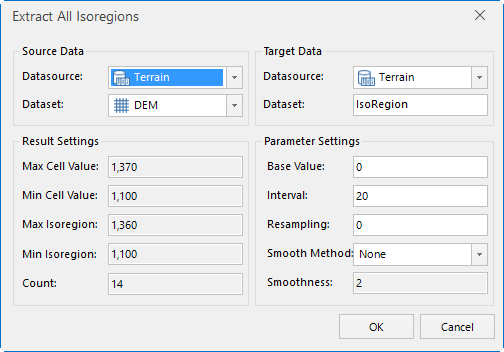 Extract All Isoregions
Source Data
Datasource: Terrain
Dataset: DEM
Target Data
Datasource: Terrain
Dataset: IsoRegion
Result Settings
Max Cell Value: 1,370
Min Cell Value: 1,100
Max Isoregion: 1,360
Min Isoregion: 1,100
Count: 14
Parameter Settings
Base Value: 0
Interval: 20
Resampling: 0
Smooth Method: None
Smoothness: 2
OK
Cancel